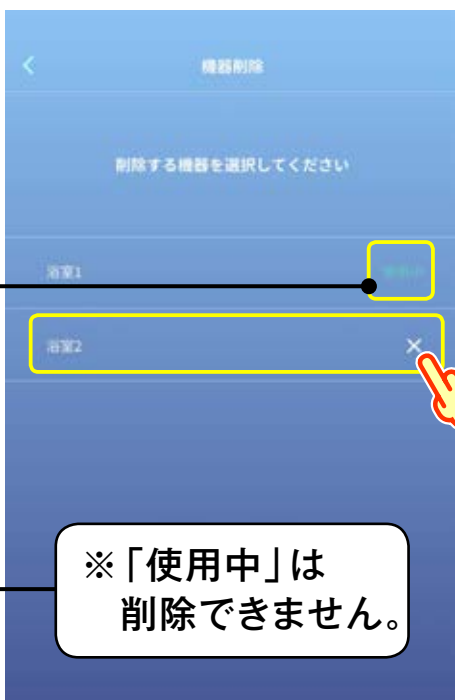 機器削除
削除する機器を選択してください
浴室1
浴室2
※「使用中」は
削除できません。